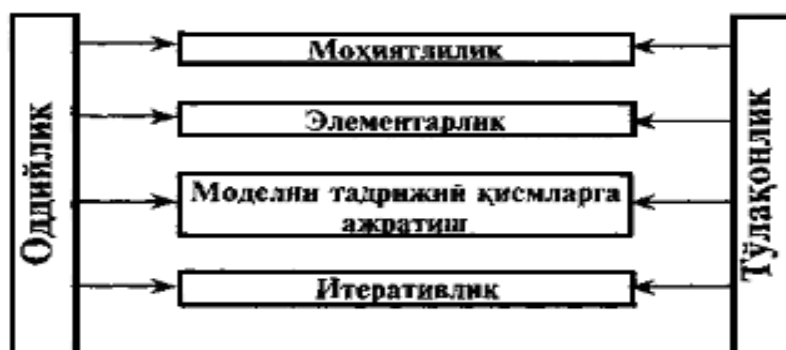 Оддийлик
Моҳиятлилик
Элементарлик
Моделни тадрижий қисмларга
ажратиш
Итеративлик
Тўлақонлик